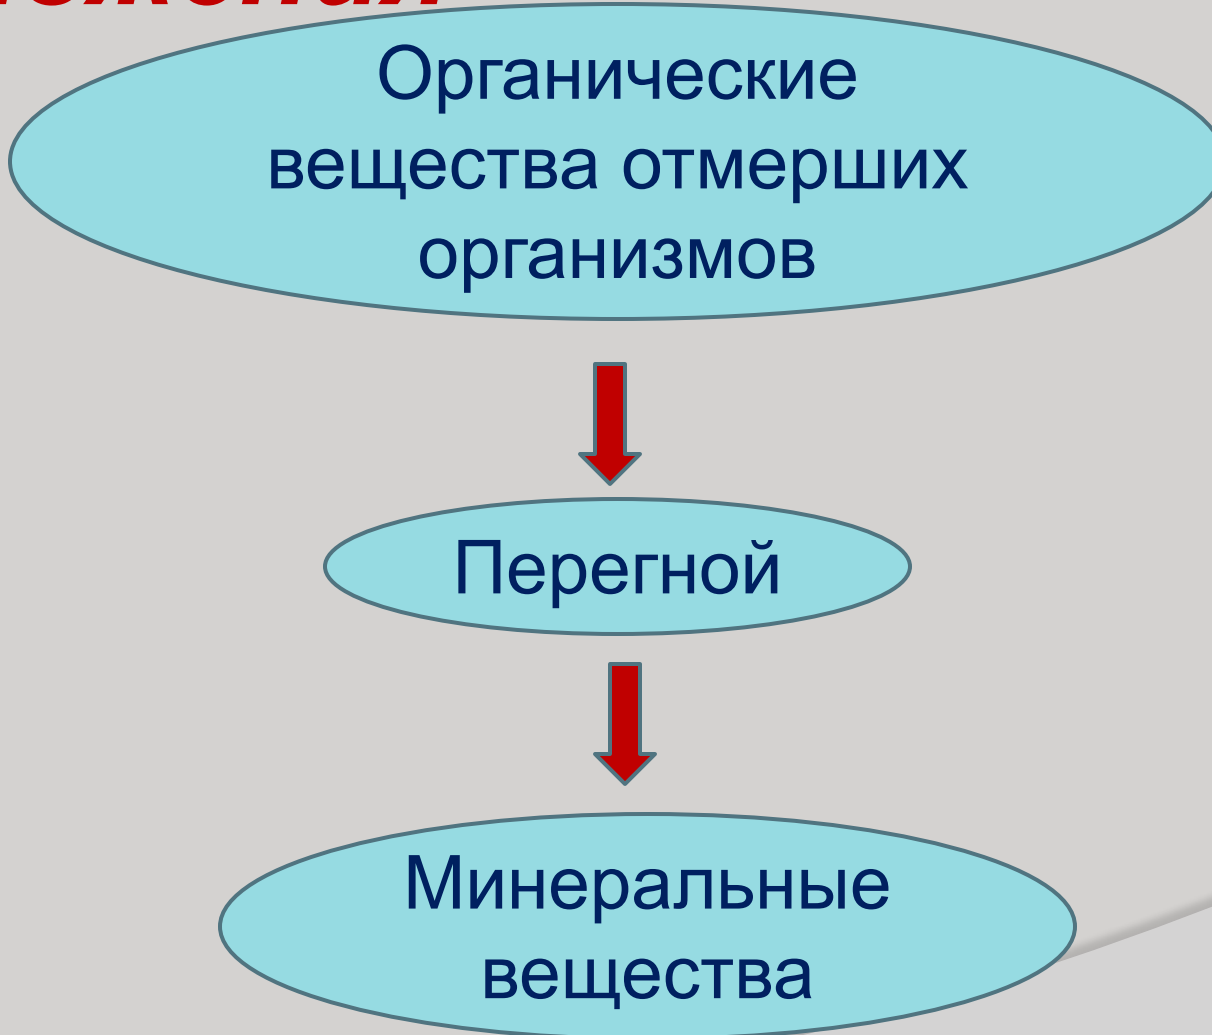 Органические
вещества отмерших
организмов
Перегной
Минеральные
вещества